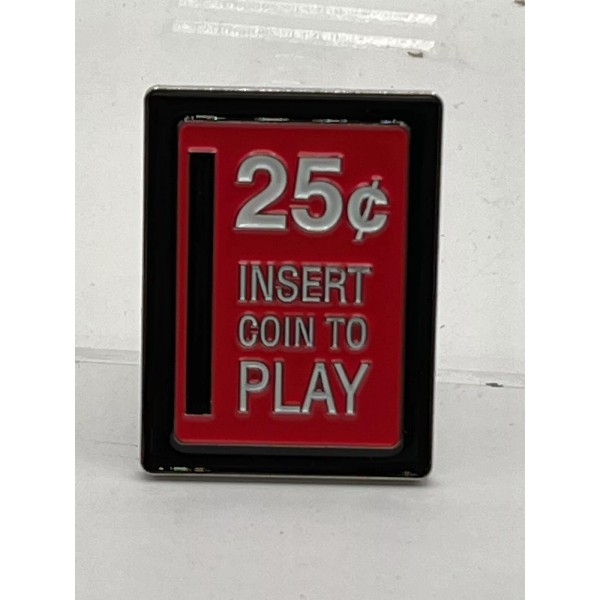 25¢
INSERT
COIN TO
PLAY